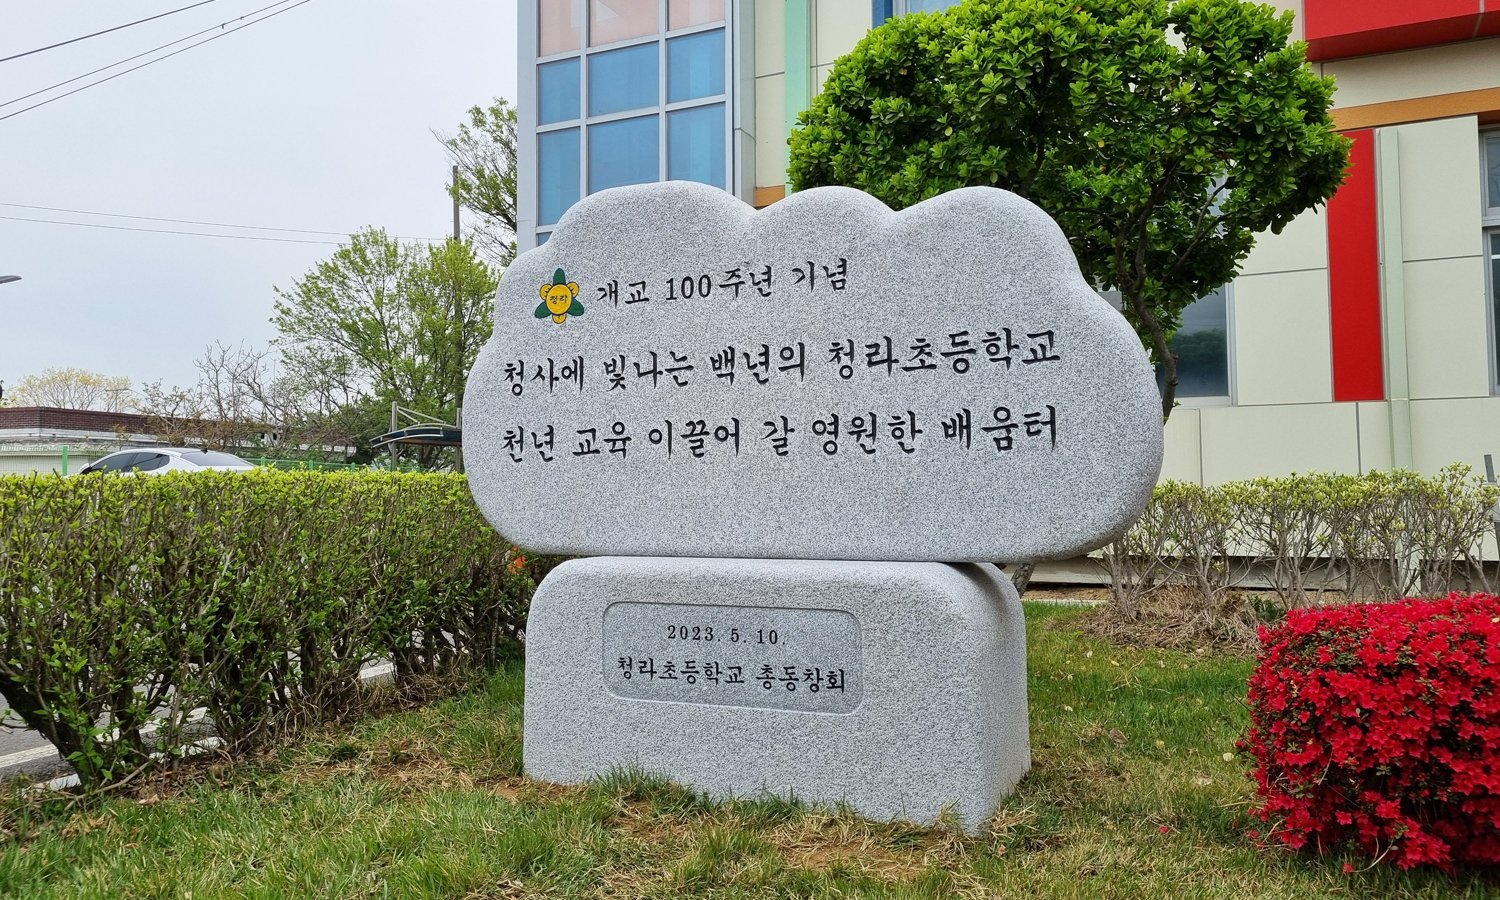 청라
개교 100주년 기념
청사에 빛나는 백년의 청라초등학교
천년 교육 이끌어 갈 영원한 배움터
2023. 5. 10.
청라초등학교 총동창회